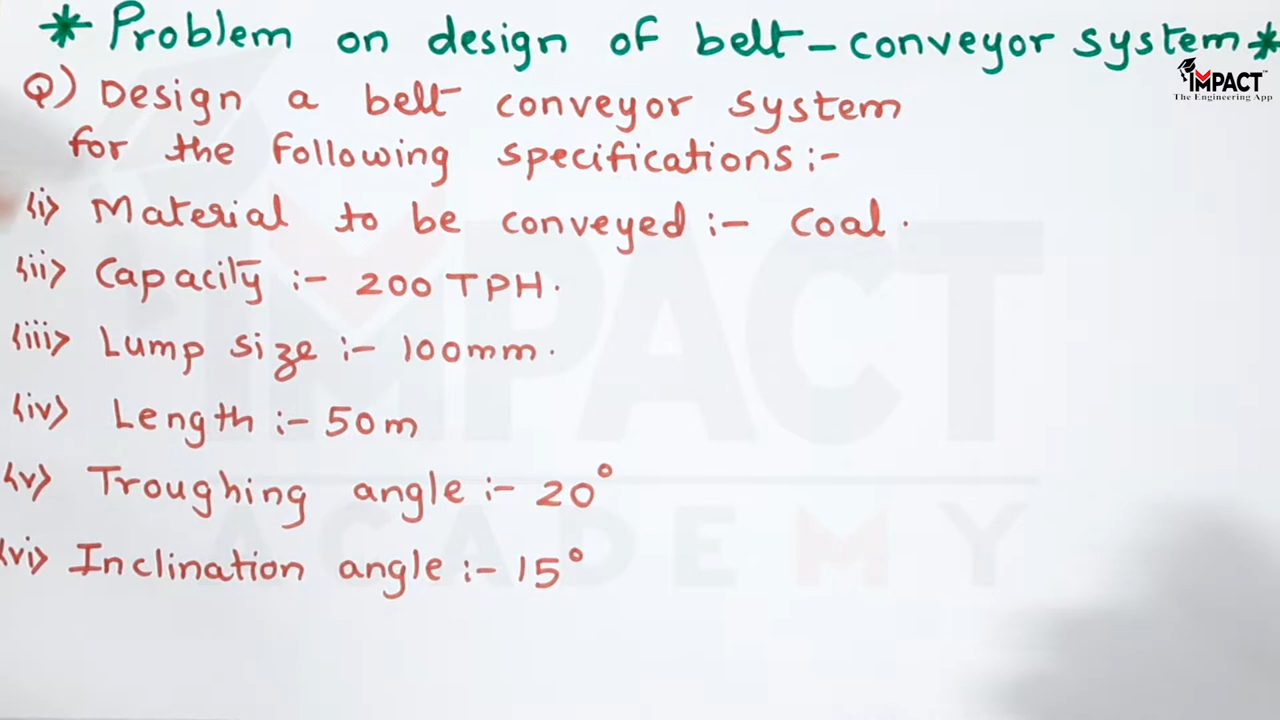 * Problem on design of belt-conveyor system *
IMPACT
The Engineering App
Q) Design a belt conveyor system
for the following specifications:-
(i) Material to be conveyed:- Coal.
(ii) Capacity:- 200 TPH.
(iii) Lump size:- 100mm.
(iv) Length:- 50m
(v) Troughing angle:- 20°
(vi) Inclination angle:- 15°
IMPACT
ACADEMY